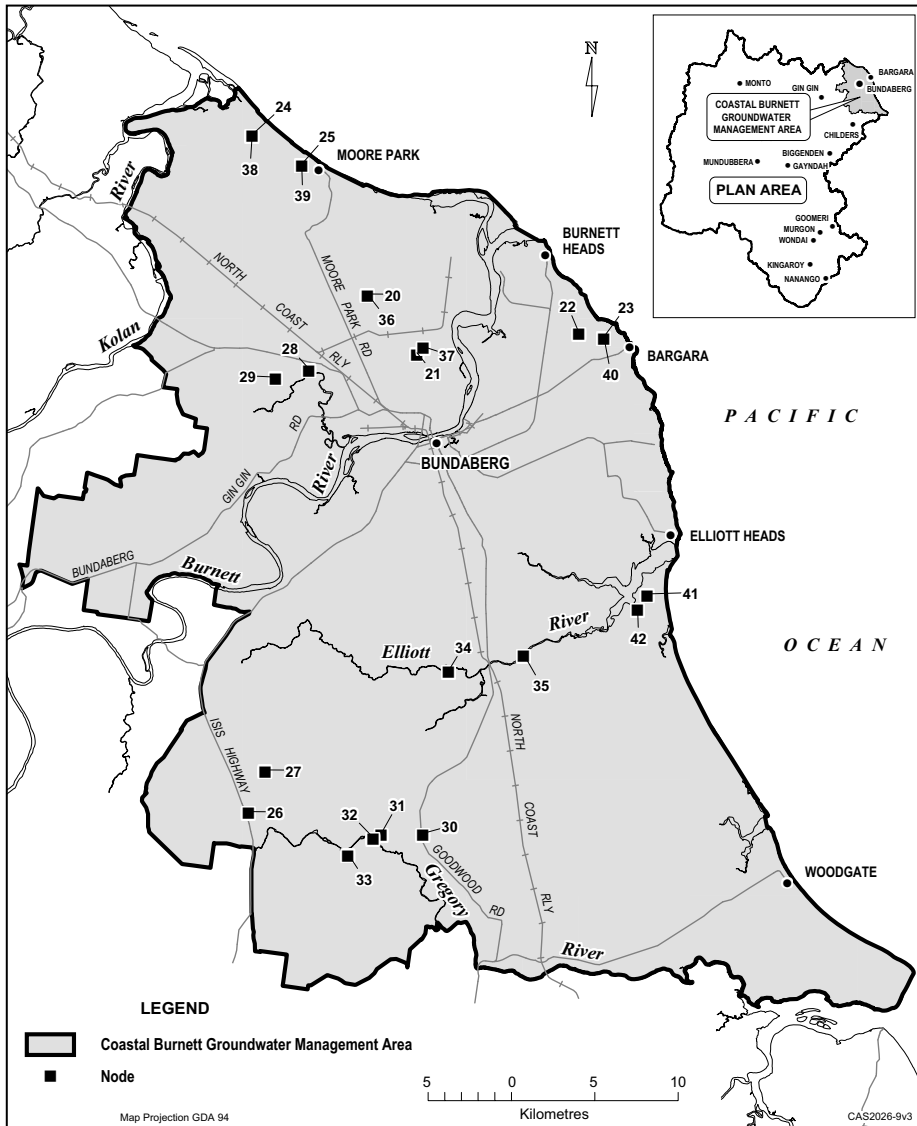 N
24
38
25
39
MOORE PARK
River
BURNETT
HEADS
NORTH
COAST
RLY
MOORE
PARK
RD
20
36
22
23
40
BARGARA
Kolan
28
29
37
21
PACIFIC
BUNDABERG
River
GIN GIN
RD
BUNDABERG
Burnett
ELLIOTT HEADS
41
42
River
Elliott
34
35
OCEAN
ISIS
HIGHWAY
27
26
NORTH
COAST
RLY
32
31
30
33
GOODWOOD
RD
Gregory
River
WOODGATE
MONTO
GIN GIN
BARGARA
BUNDABERG
COASTAL BURNETT
GROUNDWATER
MANAGEMENT AREA
CHILDERS
BIGGENDEN
MUNDUBBERA
GAYNDAH
PLAN AREA
GOOMERI
MURGON
WONDAI
KINGAROY
NANANGO
LEGEND
Coastal Burnett Groundwater Management Area
Node
5 0 5 10
Kilometres
Map Projection GDA 94
CAS2026-9v3